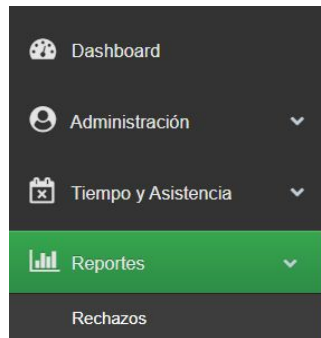 Dashboard
Administración
Tiempo y Asistencia
Reportes
Rechazos